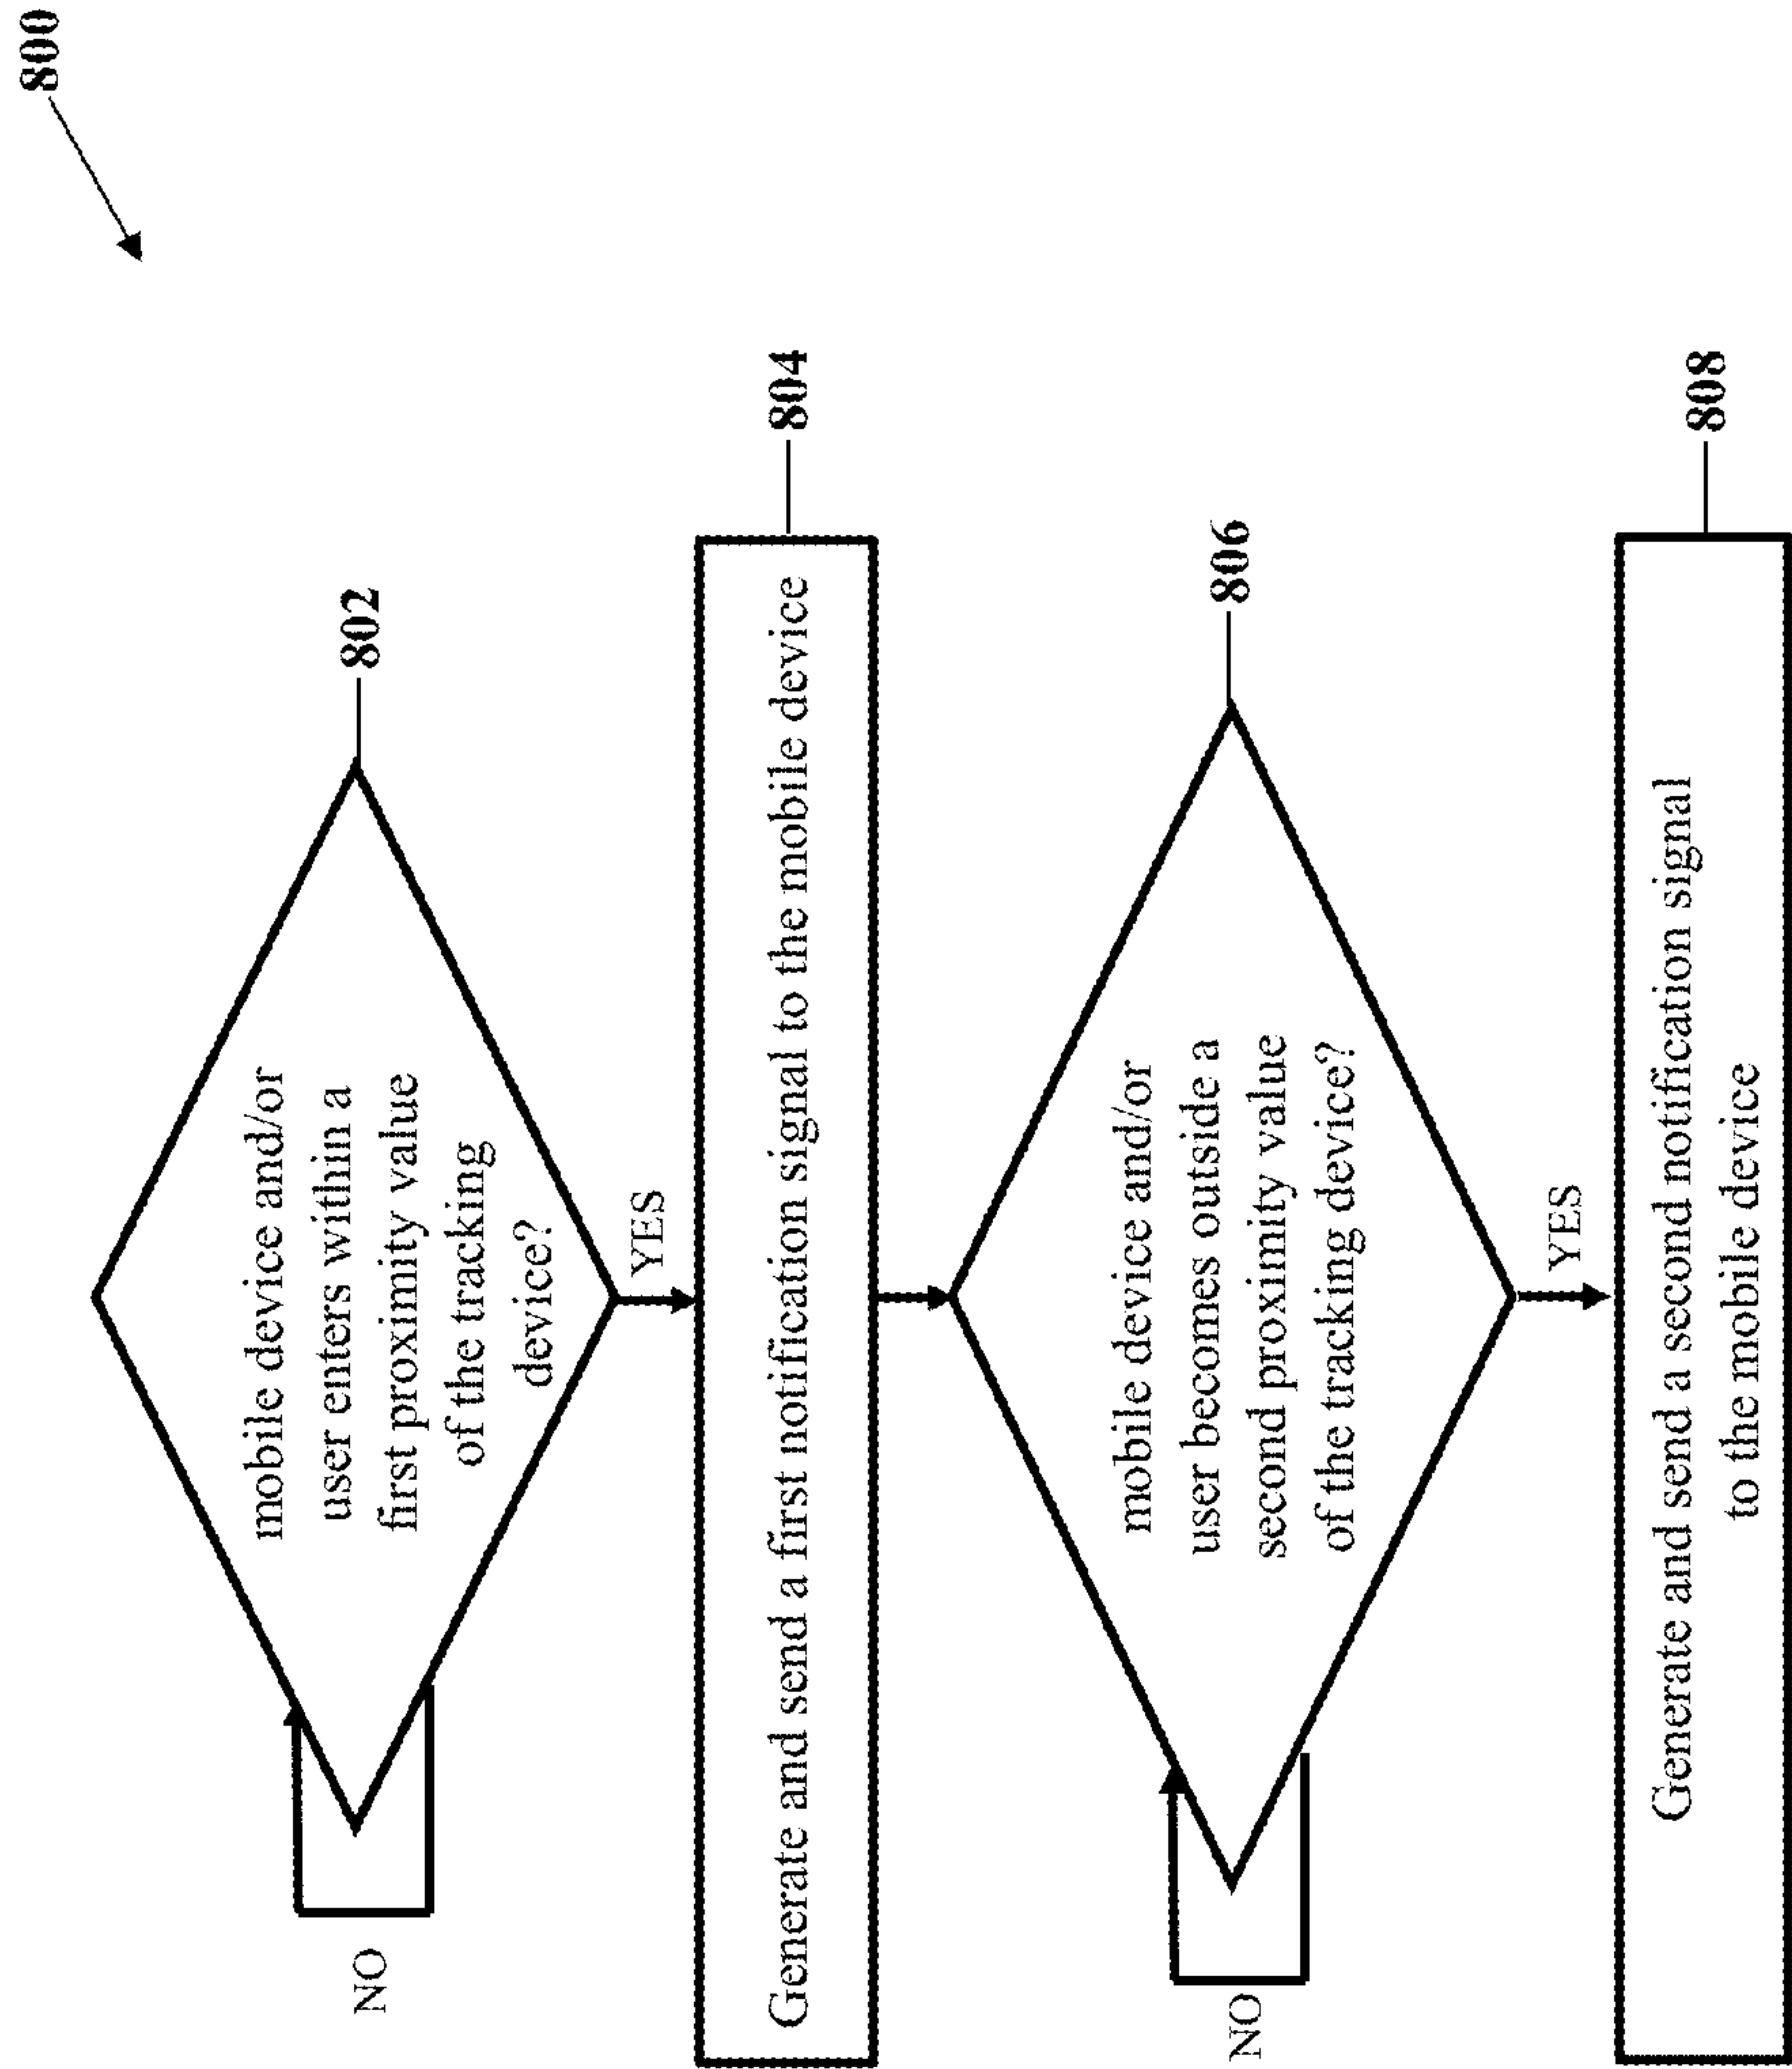 800
mobile device and/or
user enters within a
first proximity value
of the tracking
device?
802
NO
YES
Generate and send a first notification signal to the mobile device
804
mobile device and/or
user becomes outside a
second proximity value
of the tracking device?
806
NO
YES
Generate and send a second notification signal
to the mobile device
808